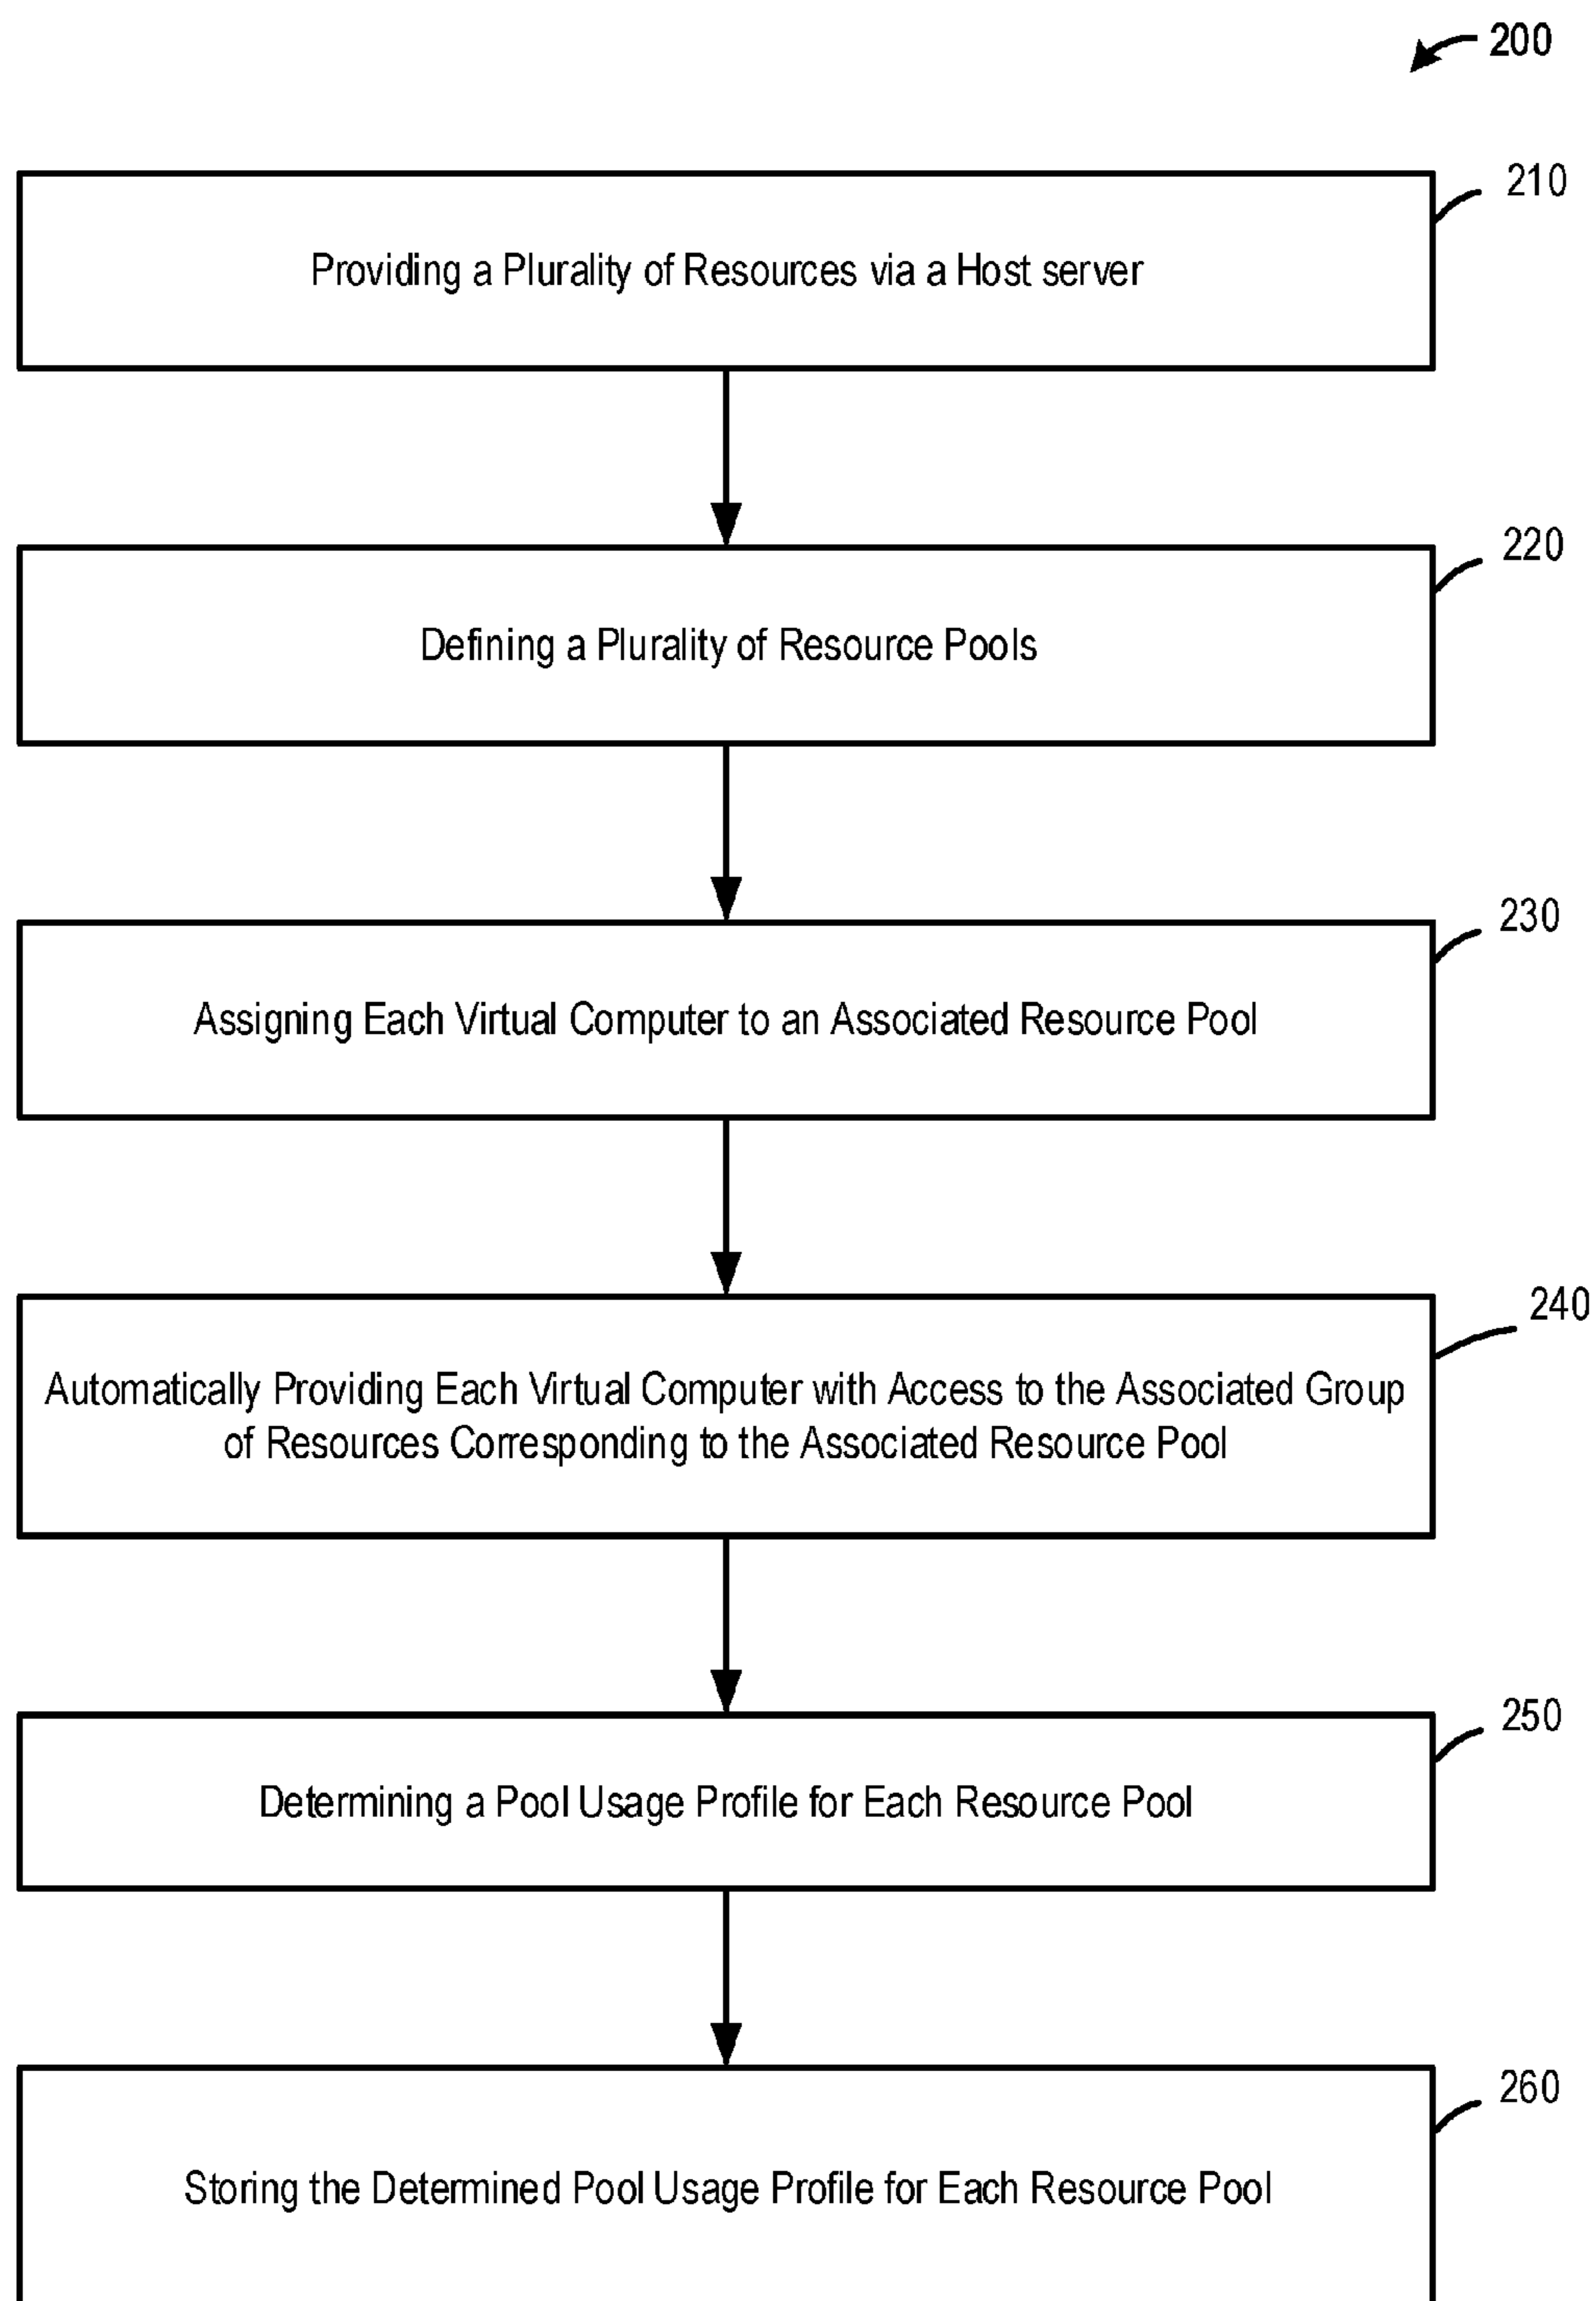 200
210
Providing a Plurality of Resources via a Host server
220
Defining a Plurality of Resource Pools
230
Assigning Each Virtual Computer to an Associated Resource Pool
240
Automatically Providing Each Virtual Computer with Access to the Associated Group
of Resources Corresponding to the Associated Resource Pool
250
Determining a Pool Usage Profile for Each Resource Pool
260
Storing the Determined Pool Usage Profile for Each Resource Pool